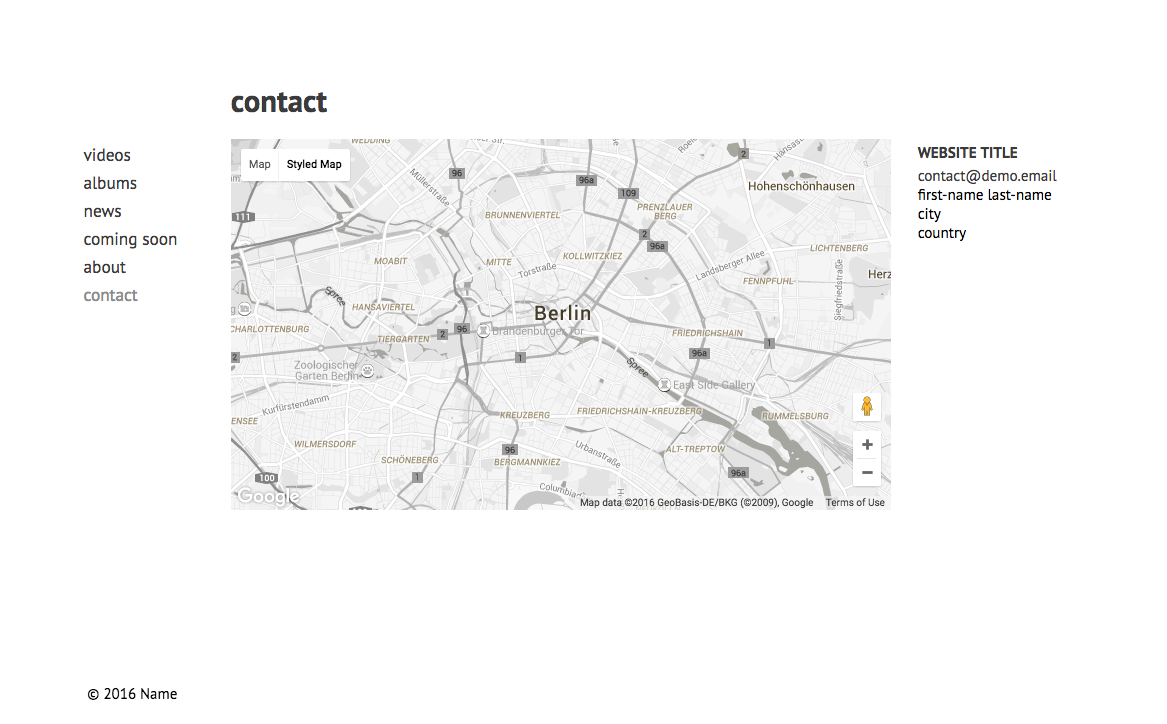 contact
videos
albums
news
coming soon
about
contact
Map Styled Map
WEDDING
96
96a
2
Hohenschönhausen
Müllerstraße
109
111
BRUNNENVIERTEL
PRENZLAUER
BERG
2
96a
LICHTENBERG
MOABIT
MITTE
Torstraße
KOLLWITZKIEZ
Landsberger Allee
FENNPFUHL
Siegfriedstraße
Herz
Spree
HANSAVIERTEL
Berlin
CHARLOTTENBURG
TIERGARTEN
2
96
Brandenburger Tor
FRIEDRICHSHAIN
1
2
1
96a
Zoologischer
Garten Berlin
Spree
East Side Gallery
Kurfürstendamm
KREUZBERG
FRIEDRICHSHAIN-KREUZBERG
RUMMELSBURG
ENSEE
WILMERSDORF
96
Urbanstraße
ALT-TREPTOW
SCHÖNEBERG
BERGMANNKIEZ
96a
100
1
Columbia
Google
Map data ©2016 GeoBasis-DE/BKG (©2009), Google Terms of Use
WEBSITE TITLE
contact@demo.email
first-name last-name
city
country
© 2016 Name